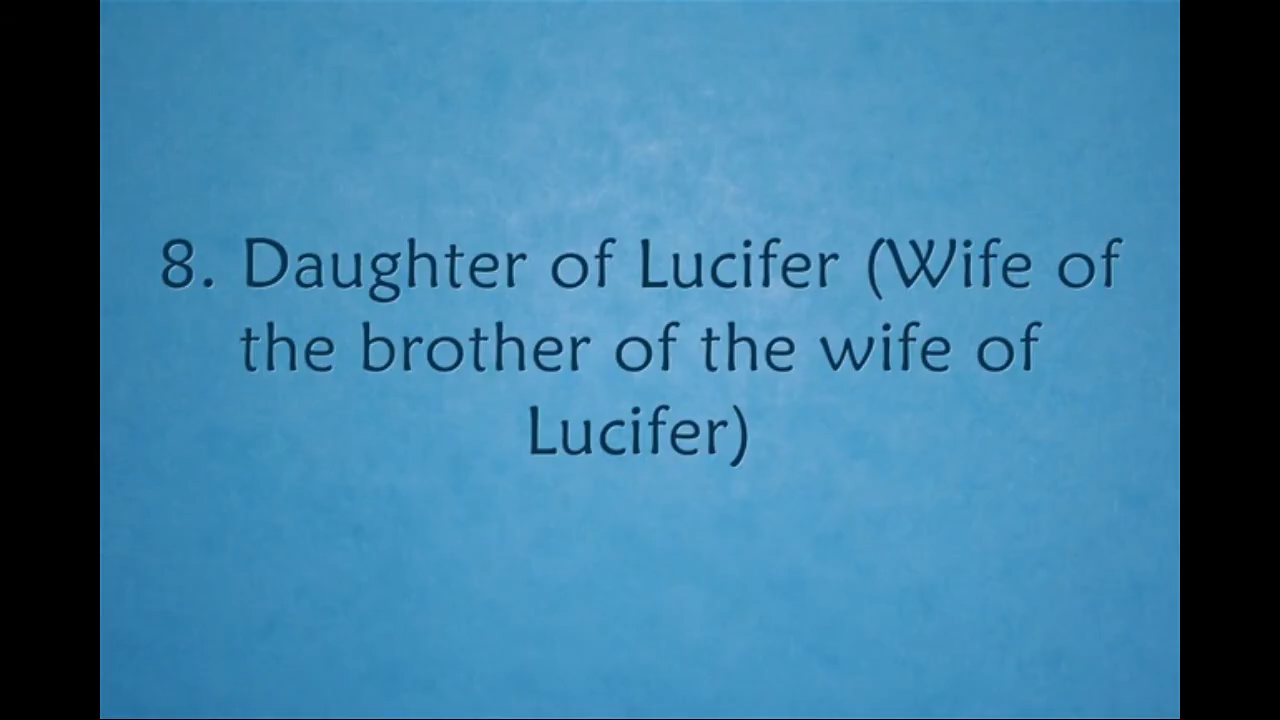 8. Daughter of Lucifer (Wife of
the brother of the wife of
Lucifer)